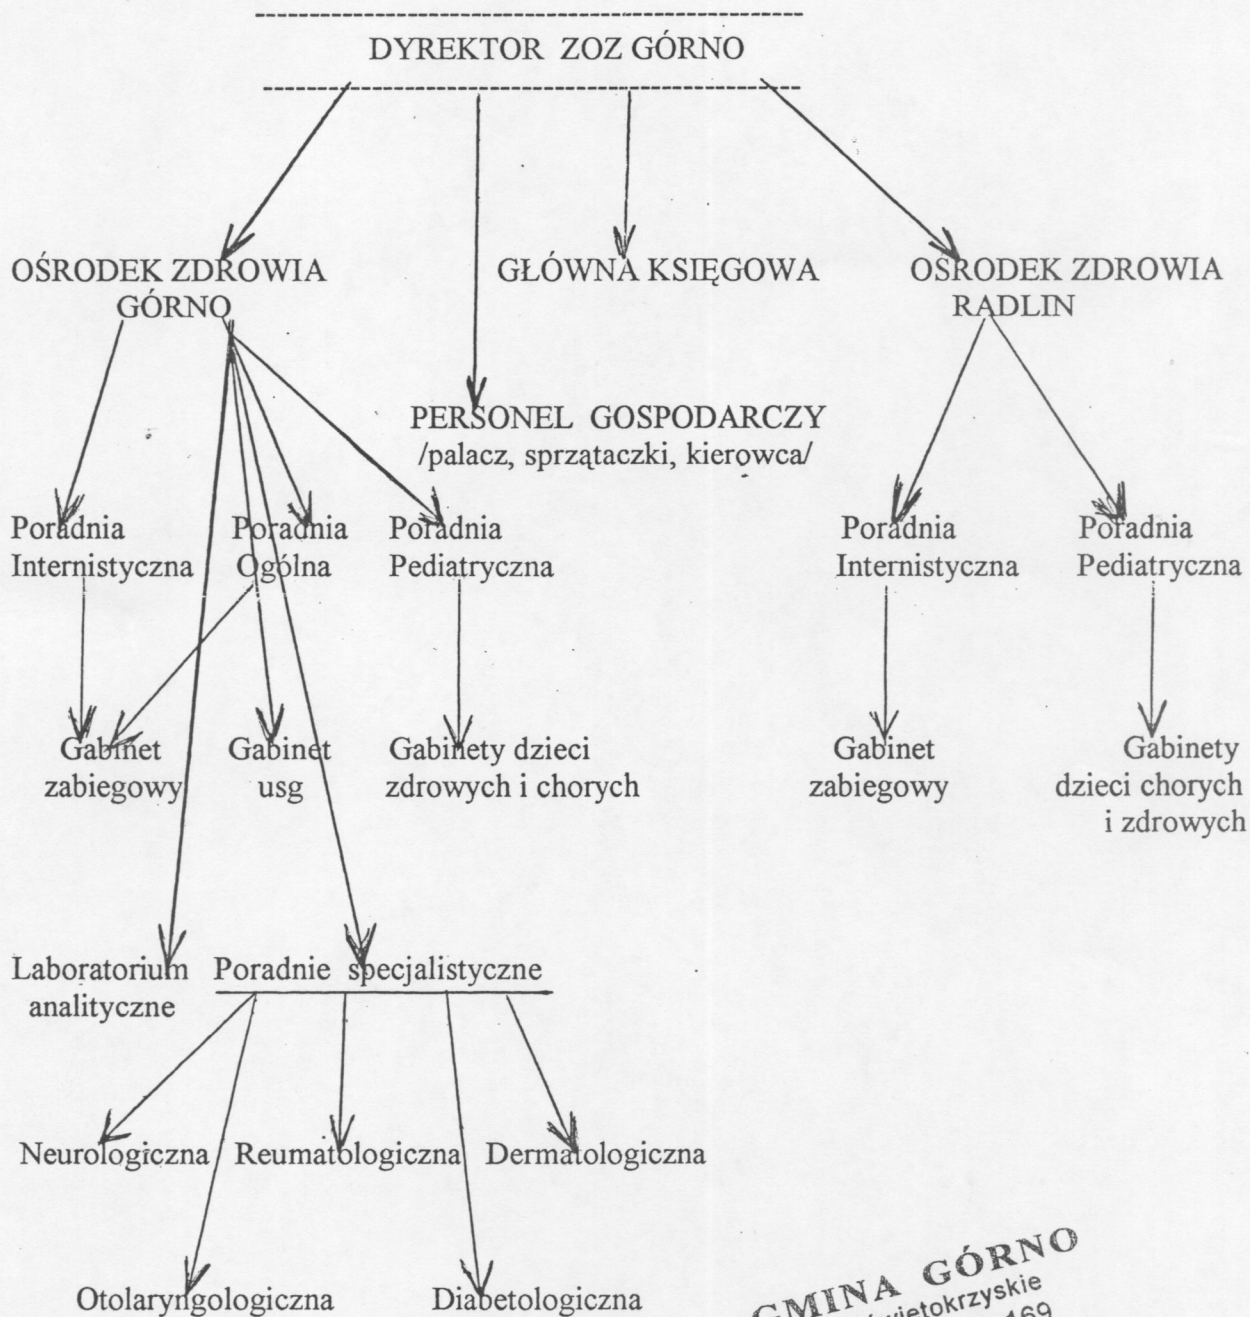 DYREKTOR ZOZ GÓRNO
OŚRODEK ZDROWIA
GÓRNO
GŁÓWNA KSIĘGOWA
OŚRODEK ZDROWIA
RADLIN
PERSONEL GOSPODARCZY
/palacz, sprzątaczki, kierowca/
Poradnia
Internistyczna
Poradnia
Ogólna
Poradnia
Pediatryczna
Poradnia
Internistyczna
Poradnia
Pediatryczna
Gabinet
zabiegowy
Gabinet
usg
Gabinety dzieci
zdrowych i chorych
Gabinet
zabiegowy
Gabinety
dzieci chorych
i zdrowych
Laboratorium
analityczne
Poradnie specjalistyczne
Neurologiczna
Reumatologiczna
Dermatologiczna
Otolaryngologiczna
Diabetologiczna
GMINA GÓRNO
169